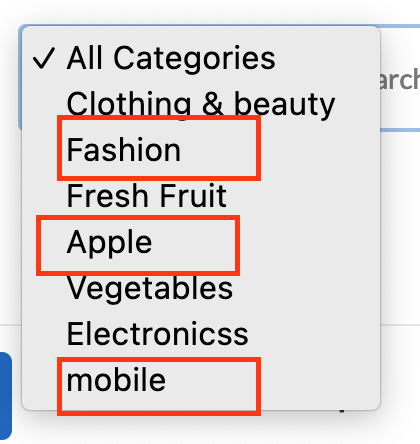 ✓ All Categories
Clothing & beauty
Fashion
Fresh Fruit
Apple
Vegetables
Electronicss
mobile